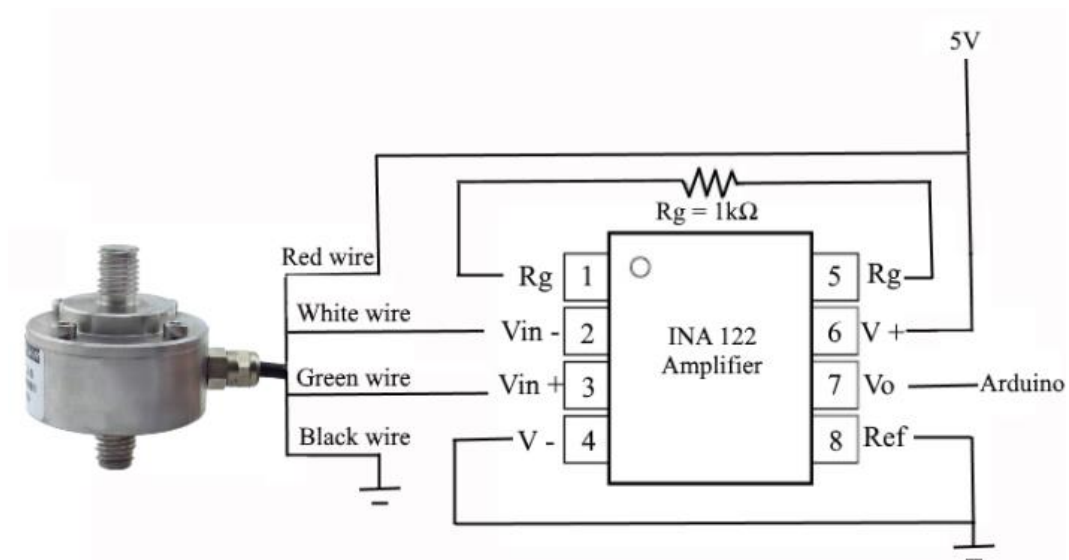 5V
Rg = 1kΩ
Red wire
White wire
Green wire
Black wire
Rg 1
Vin - 2
Vin + 3
V - 4
INA 122
Amplifier
5 Rg
6 V +
7 Vo
8 Ref
Arduino